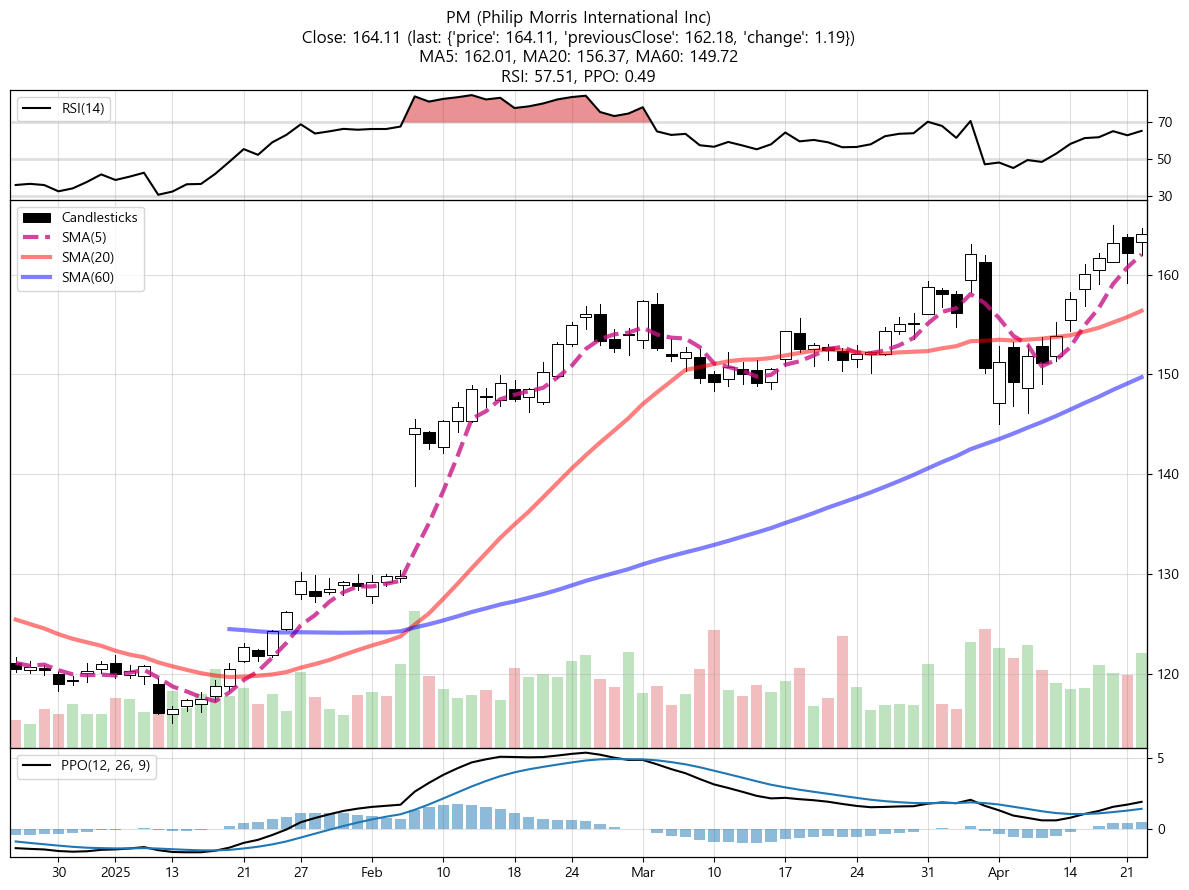 PM (Philip Morris International Inc)
Close: 164.11 (last: {'price': 164.11, 'previousClose': 162.18, 'change': 1.19})
MA5: 162.01, MA20: 156.37, MA60: 149.72
RSI: 57.51, PPO: 0.49
RSI(14)
70
50
30
Candlesticks
SMA(5)
SMA(20)
SMA(60)
160
150
140
130
120
PPO(12, 26, 9)
5
0
30 2025 13 21 27 Feb 10 18 24 Mar 10 17 24 31 Apr 14 21